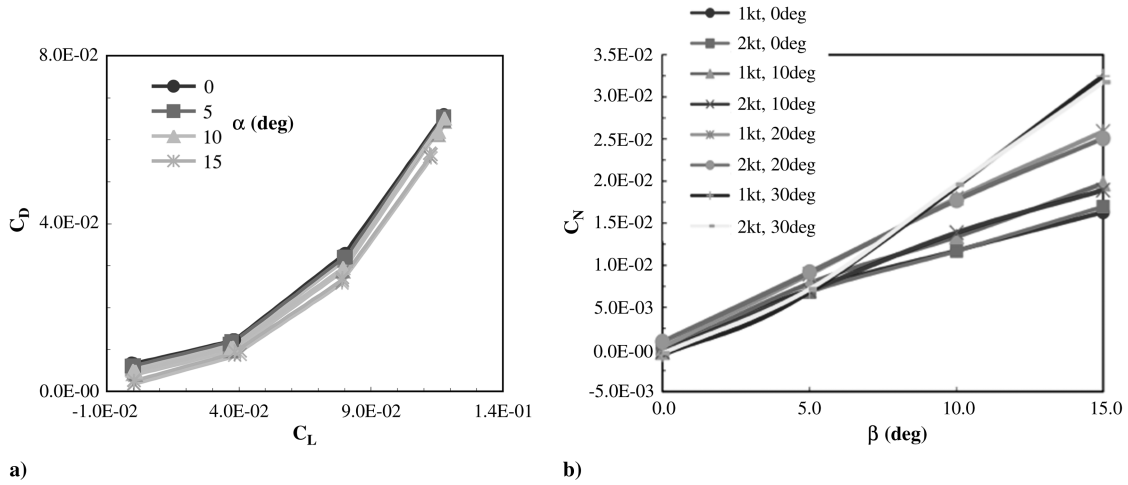 8.0E-02
4.0E-02
0.0E+00
-1.0E-02
4.0E-02
9.0E-02
1.4E-01
C_D
C_L
0
5
10
15
α (deg)
a)
1kt, 0deg
2kt, 0deg
1kt, 10deg
2kt, 10deg
1kt, 20deg
2kt, 20deg
1kt, 30deg
2kt, 30deg
3.5E-02
3.0E-02
2.5E-02
2.0E-02
1.5E-02
1.0E-02
5.0E-03
0.0E-00
-5.0E-03
0.0
5.0
10.0
15.0
C_N
β (deg)
b)